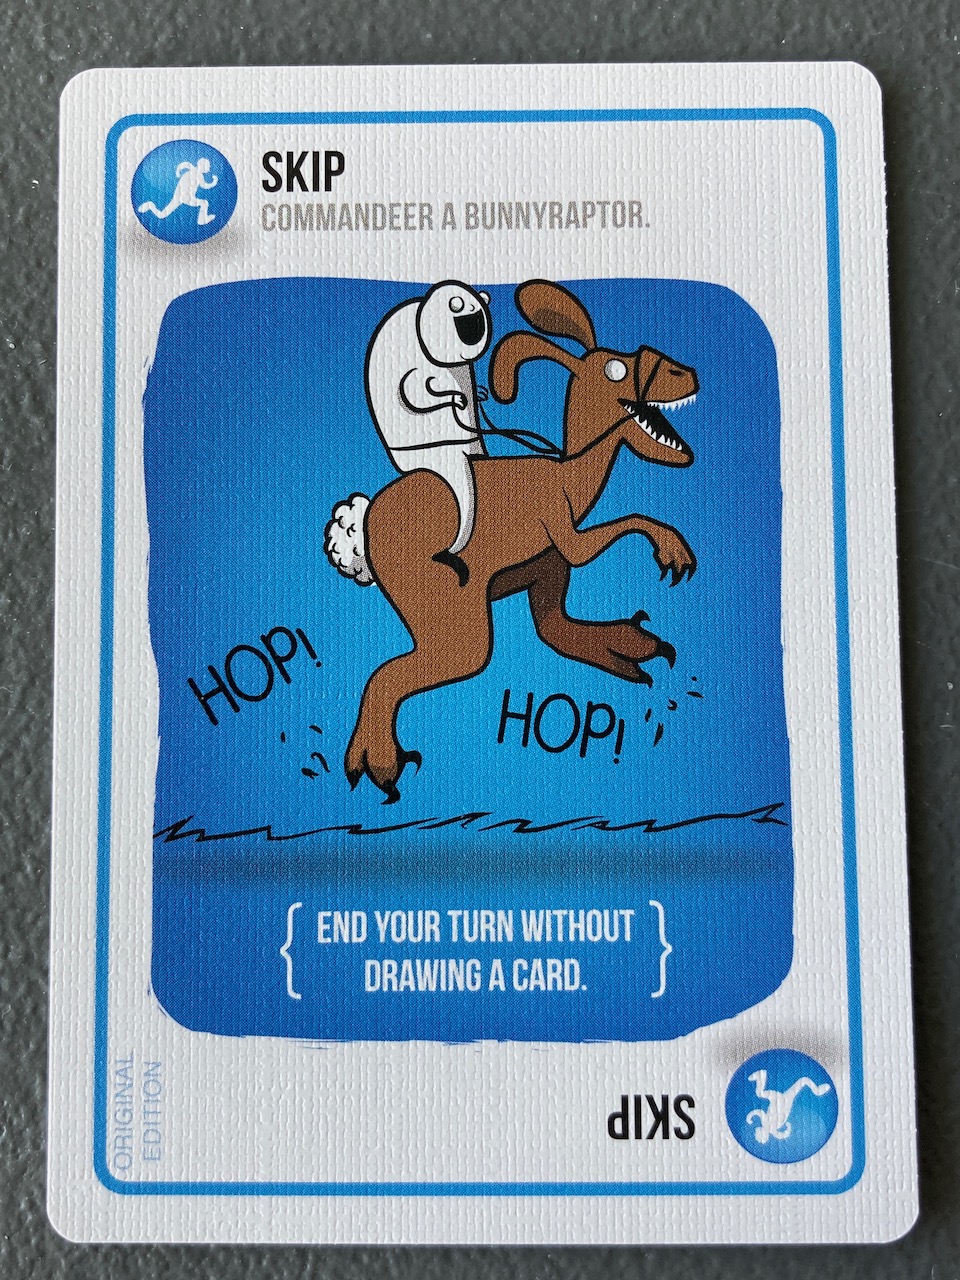 SKIP
COMMANDEER A BUNNYRAPTOR.
HOP!
HOP!
END YOUR TURN WITHOUT
DRAWING A CARD.
ORIGINAL
EDITION
SKIP